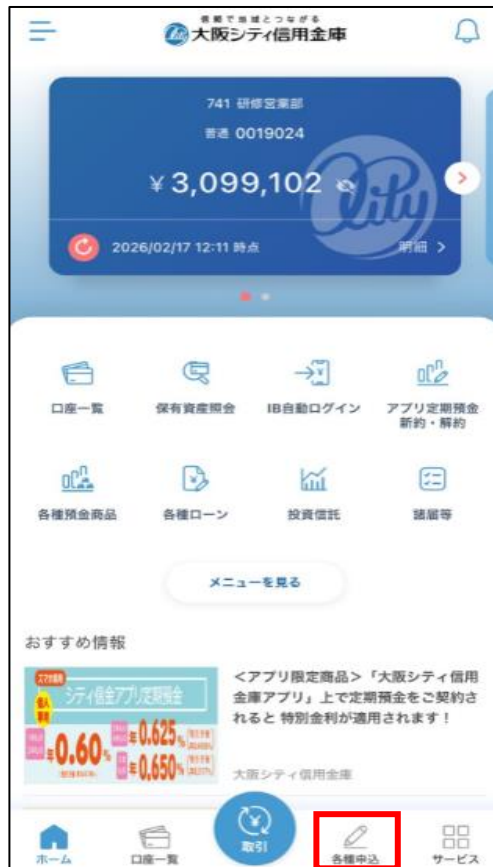 信頼で地域とつながる
大阪シティ信用金庫
741 研修営業部
普通 0019024
¥ 3,099,102
City
2026/02/17 12:11 時点
明細 >
口座一覧
保有資産照会
IB自動ログイン
アプリ定期預金
新約・解約
各種預金商品
各種ローン
投資信託
諸届等
メニューを見る
おすすめ情報
シティ信金アプリ定期預金
年0.60%
年0.625%
年0.650%
<アプリ限定商品>「大阪シティ信用
金庫アプリ」上で定期預金をご契約さ
れると 特別金利が適用されます！
大阪シティ信用金庫
ホーム
口座一覧
取引
各種申込
サービス